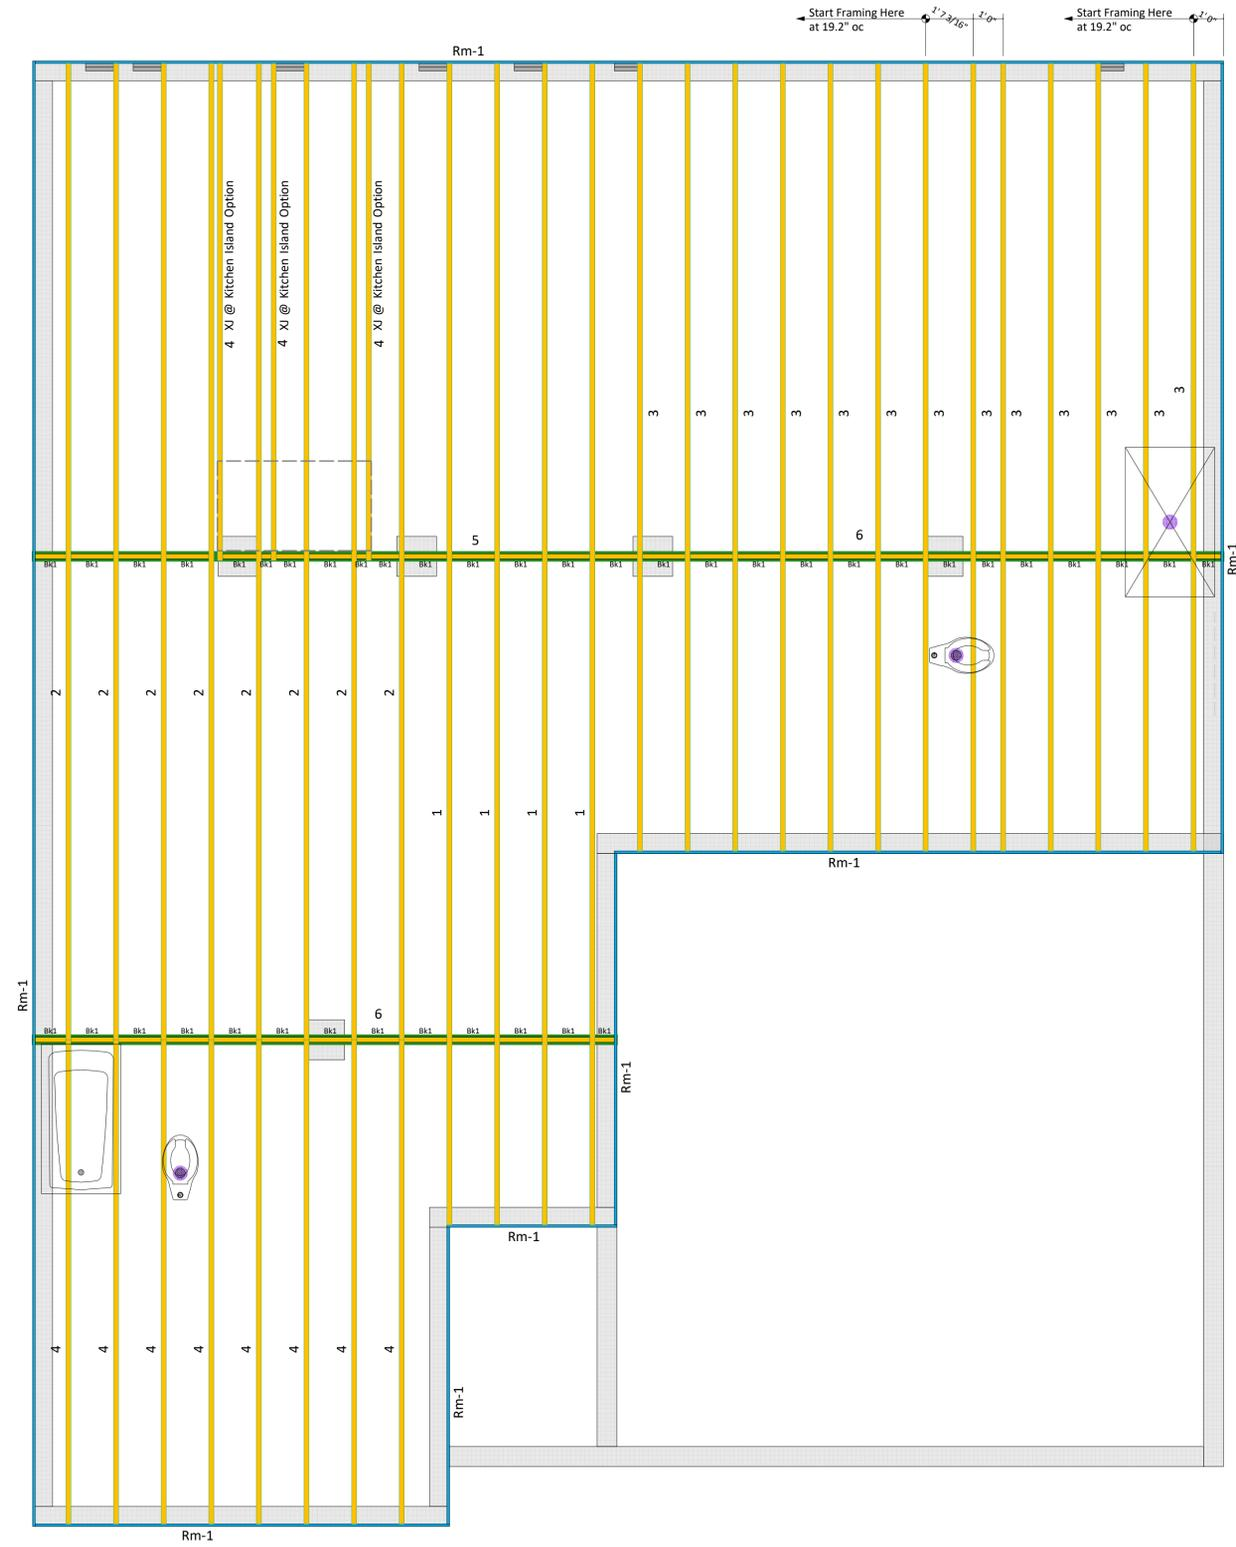 Start Framing Here
at 19.2" oc
1' 7 3/16"
1' 0"
Start Framing Here
at 19.2" oc
1' 0"
Rm-1
4 XJ @ Kitchen Island Option
4 XJ @ Kitchen Island Option
4 XJ @ Kitchen Island Option
3
3 3 3 3 3 3 3 3 3 3 3 3
5
6
Bk1 Bk1 Bk1 Bk1 Bk1 Bk1 Bk1 Bk1 Bk1 Bk1 Bk1 Bk1 Bk1 Bk1 Bk1 Bk1 Bk1 Bk1 Bk1 Bk1 Bk1 Bk1 Bk1 Bk1 Bk1 Bk1 Bk1 Bk1
Rm-1
2 2 2 2 2 2 2 2
1 1 1 1
Rm-1
Rm-1
6
Bk1 Bk1 Bk1 Bk1 Bk1 Bk1 Bk1 Bk1 Bk1 Bk1 Bk1 Bk1 Bk1
Rm-1
Rm-1
4 4 4 4 4 4 4 4
Rm-1
Rm-1